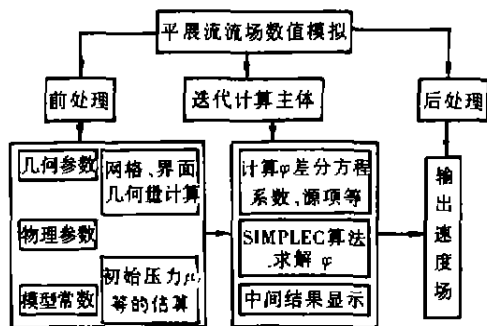 平展流流场数值模拟
前处理
迭代计算主体
后处理
几何参数
网格、界面
几何量计算
物理参数
模型常数
初始压力μ,
等的估算
计算φ差分方程
系数、源项等
SIMPLEC算法
求解 φ
中间结果显示
输
出
速
度
场